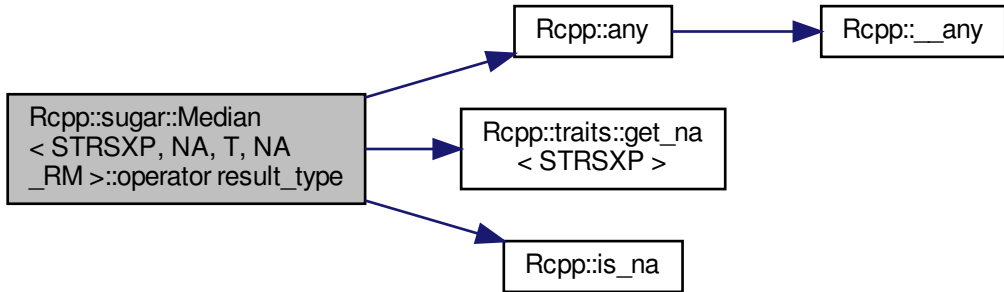 Rcpp::sugar::Median
< STRSXP, NA, T, NA
_RM >::operator result_type
Rcpp::any
Rcpp::__any
Rcpp::traits::get_na
< STRSXP >
Rcpp::is_na